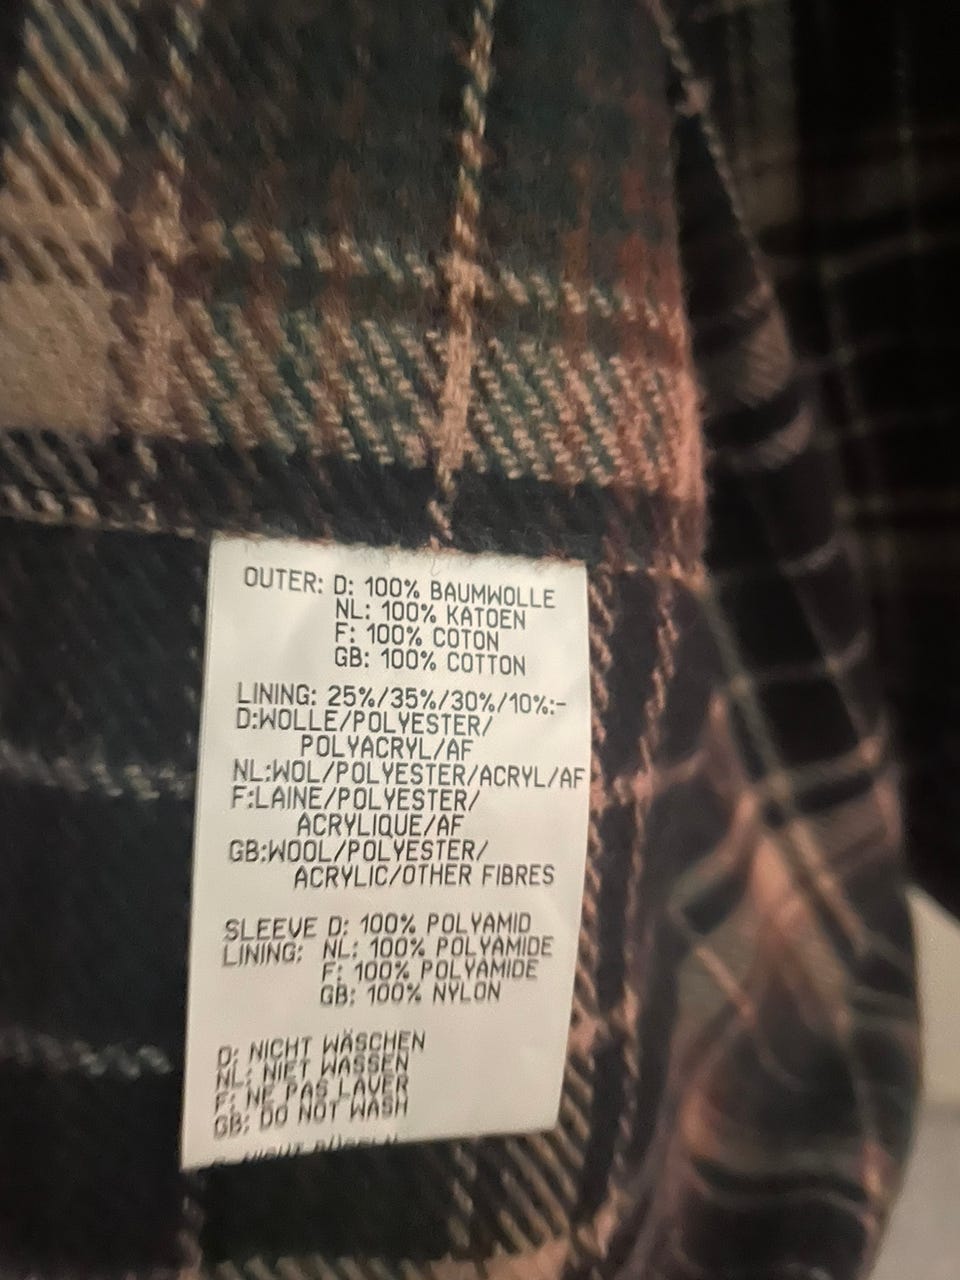 OUTER: D: 100% BAUMWOLLE
NL: 100% KATOEN
F: 100% COTON
GB: 100% COTTON
LINING: 25%/35%/30%/10%:-
D:WOLLE/POLYESTER/
POLYACRYL/AF
NL:WOL/POLYESTER/ACRYL/AF
F:LAINE/POLYESTER/
ACRYLIQUE/AF
GB:WOOL/POLYESTER/
ACRYLIC/OTHER FIBRES
SLEEVE D: 100% POLYAMID
LINING: NL: 100% POLYAMIDE
F: 100% POLYAMIDE
GB: 100% NYLON
D: NICHT WÄSCHEN
NL: NIET WASSEN
F: NE PAS LAVER
GB: DO NOT WASH